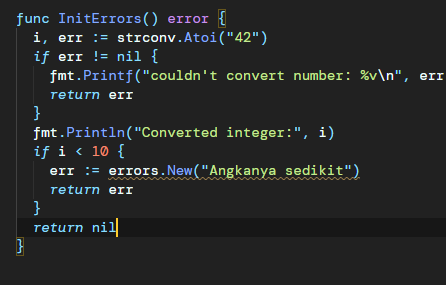 func InitErrors() error {
i, err := strconv.Atoi("42")
if err != nil {
fmt.Printf("couldn't convert number: %v\n", err
return err
}
fmt.Println("Converted integer:", i)
if i < 10 {
err := errors.New("Angkanya sedikit")
return err
}
return nil
}